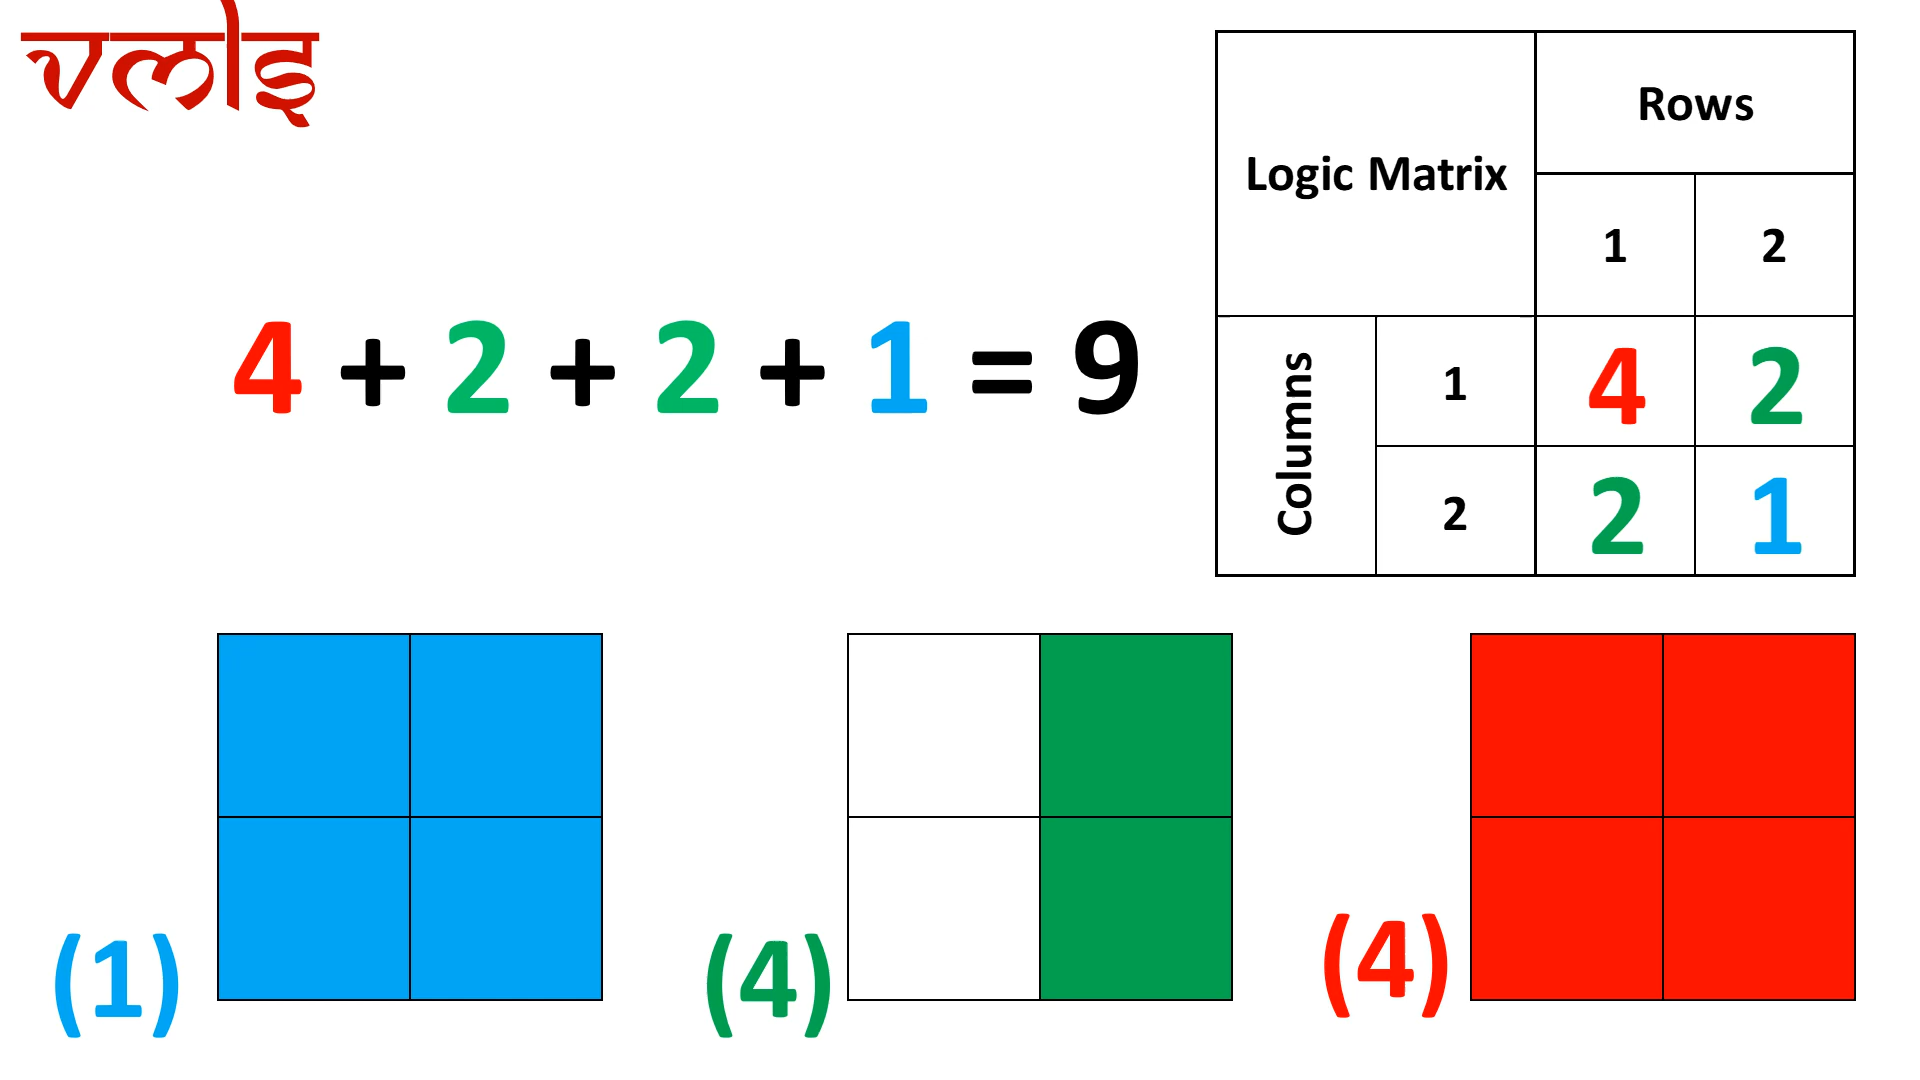 vmls
Rows
Logic Matrix
1 2
4 + 2 + 2 + 1 = 9
Columns
1 4 2
2 2 1
(1) (4) (4)